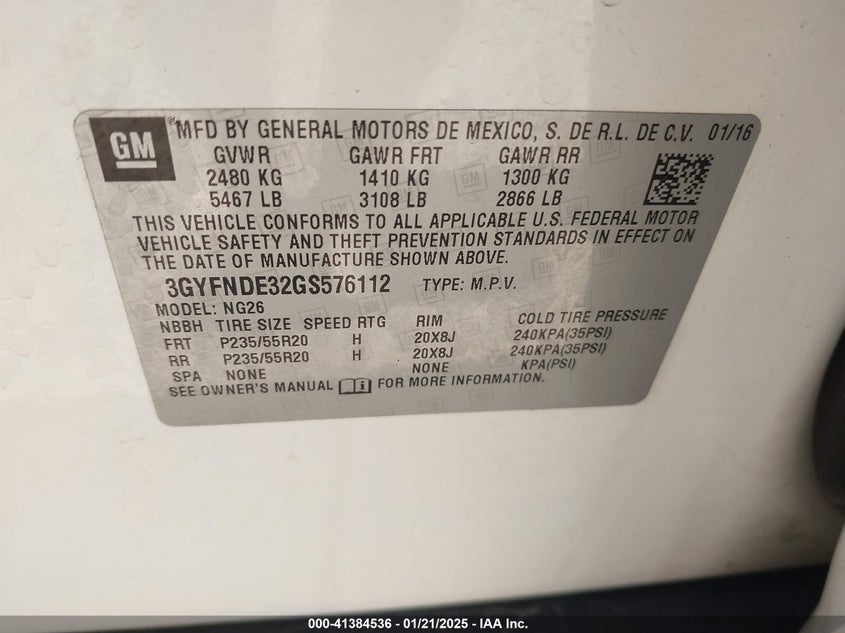 GM
MFD BY GENERAL MOTORS DE MEXICO, S. DE R.L. DE C.V. 01/16
GVWR GAWR FRT GAWR RR
2480 KG 1410 KG 1300 KG
5467 LB 3108 LB 2866 LB
THIS VEHICLE CONFORMS TO ALL APPLICABLE U.S. FEDERAL MOTOR
VEHICLE SAFETY AND THEFT PREVENTION STANDARDS IN EFFECT ON
THE DATE OF MANUFACTURE SHOWN ABOVE.
3GYFNDE32GS576112 TYPE: M.P.V.
MODEL: NG26
NBBH TIRE SIZE SPEED RTG RIM COLD TIRE PRESSURE
FRT P235/55R20 H 20X8J 240KPA(35PSI)
RR P235/55R20 H 20X8J 240KPA(35PSI)
SPA NONE NONE KPA(PSI)
SEE OWNER'S MANUAL FOR MORE INFORMATION.
000-41384536 - 01/21/2025 - IAA Inc.